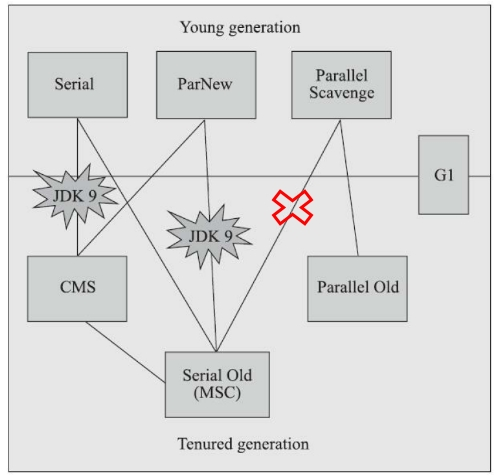 Young generation
Serial
ParNew
Parallel
Scavenge
G1
JDK 9
JDK 9
CMS
Parallel Old
Serial Old
(MSC)
Tenured generation